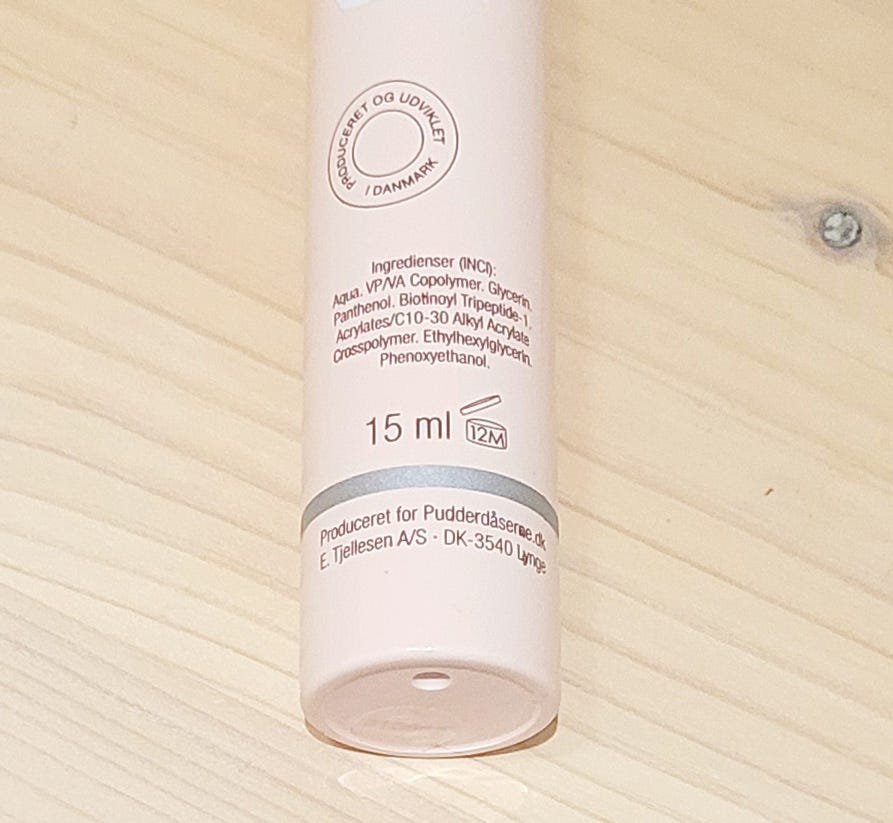 PRODUCERET OG UDVIKLET
I DANMARK
Ingredienser (INCI):
Aqua. VP/VA Copolymer. Glycerin.
Panthenol. Biotinoyl Tripeptide-1.
Acrylates/C10-30 Alkyl Acrylate
Crosspolymer. Ethylhexylglycerin.
Phenoxyethanol.
15 ml 12M
Produceret for Pudderdåserne.dk
E. Tjellesen A/S · DK-3540 Lynge